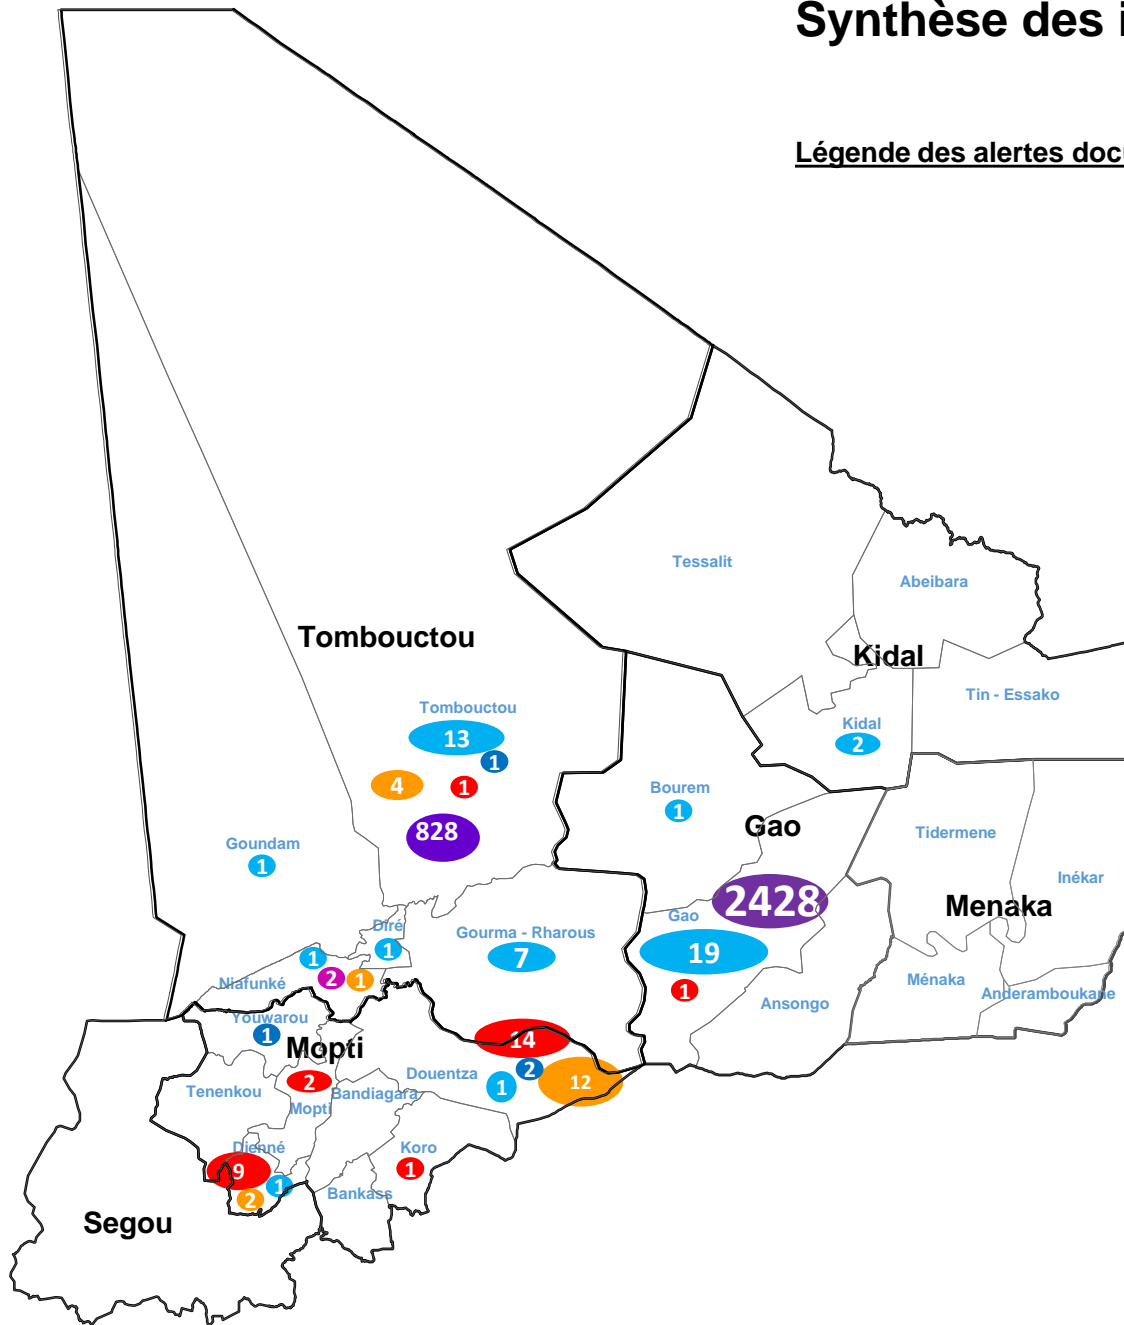 Synthèse des i
Légende des alertes doc
Tessalit
Abeibara
Tombouctou
Kidal
Tin - Essako
Tombouctou
13
1
Kidal
2
4
1
Bourem
1
828
Gao
Tidermene
Goundam
1
Inékar
2428
Menaka
Gao
Diré
1
Gourma - Rharous
7
19
1
2
1
Niafunké
1
Ménaka
Anderamboukane
Ansongo
Youwarou
1
Mopti
14
Douentza
2
1
12
2
Tenenkou
Bandiagara
Mopti
Djenné
9
1
2
Koro
1
Bankass
Segou